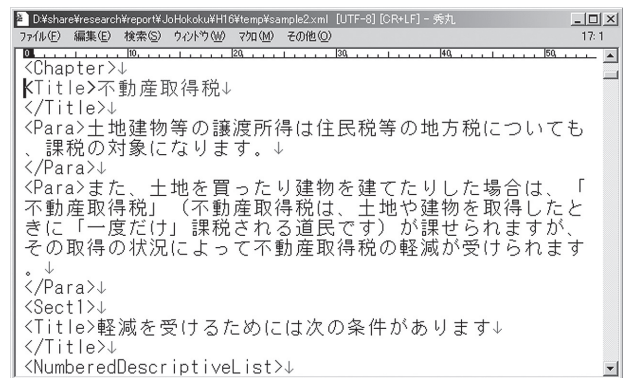 D:¥share¥research¥report¥JoHokoku¥H16¥temp¥sample2.xml [UTF-8] [CR+LF] - 秀丸
ファイル(F) 編集(E) 検索(S) ウィンドウ(W) マクロ(M) その他(O) 17: 1
0 10 20 30 40 50
<Chapter>↓
<Title>不動産取得税↓
</Title>↓
<Para>土地建物等の譲渡所得は住民税等の地方税についても
、課税の対象になります。↓
</Para>↓
<Para>また、土地を買ったり建物を建てたりした場合は、「
不動産取得税」（不動産取得税は、土地や建物を取得したと
きに「一度だけ」課税される道民です）が課せられますが、
その取得の状況によって不動産取得税の軽減が受けられます
。↓
</Para>↓
<Sect1>↓
<Title>軽減を受けるためには次の条件があります↓
</Title>↓
<NumberedDescriptiveList>↓